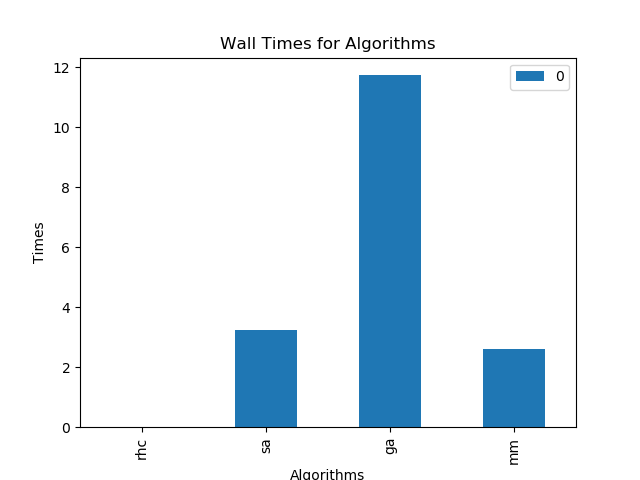 Wall Times for Algorithms
0
12
10
8
6
4
2
0
Times
rhc
sa
ga
mm
Algorithms